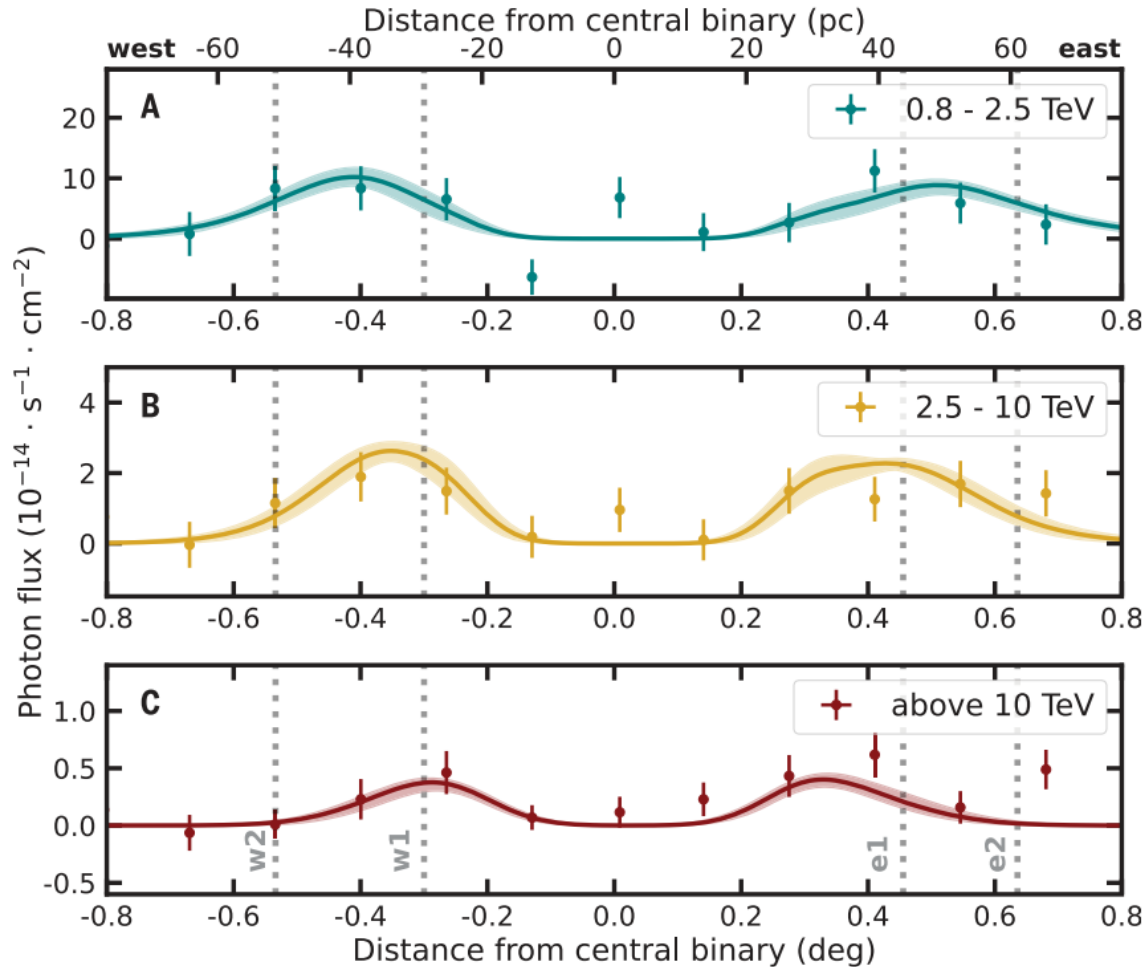 Distance from central binary (pc)
west -60 -40 -20 0 20 40 60 east
A
0.8 - 2.5 TeV
20
10
0
-0.8 -0.6 -0.4 -0.2 0.0 0.2 0.4 0.6 0.8
B
2.5 - 10 TeV
4
2
0
-0.8 -0.6 -0.4 -0.2 0.0 0.2 0.4 0.6 0.8
Photon flux (10⁻¹⁴ · s⁻¹ · cm⁻²)
C
above 10 TeV
1.0
0.5
0.0
-0.5
w2 w1 e1 e2
-0.8 -0.6 -0.4 -0.2 0.0 0.2 0.4 0.6 0.8
Distance from central binary (deg)